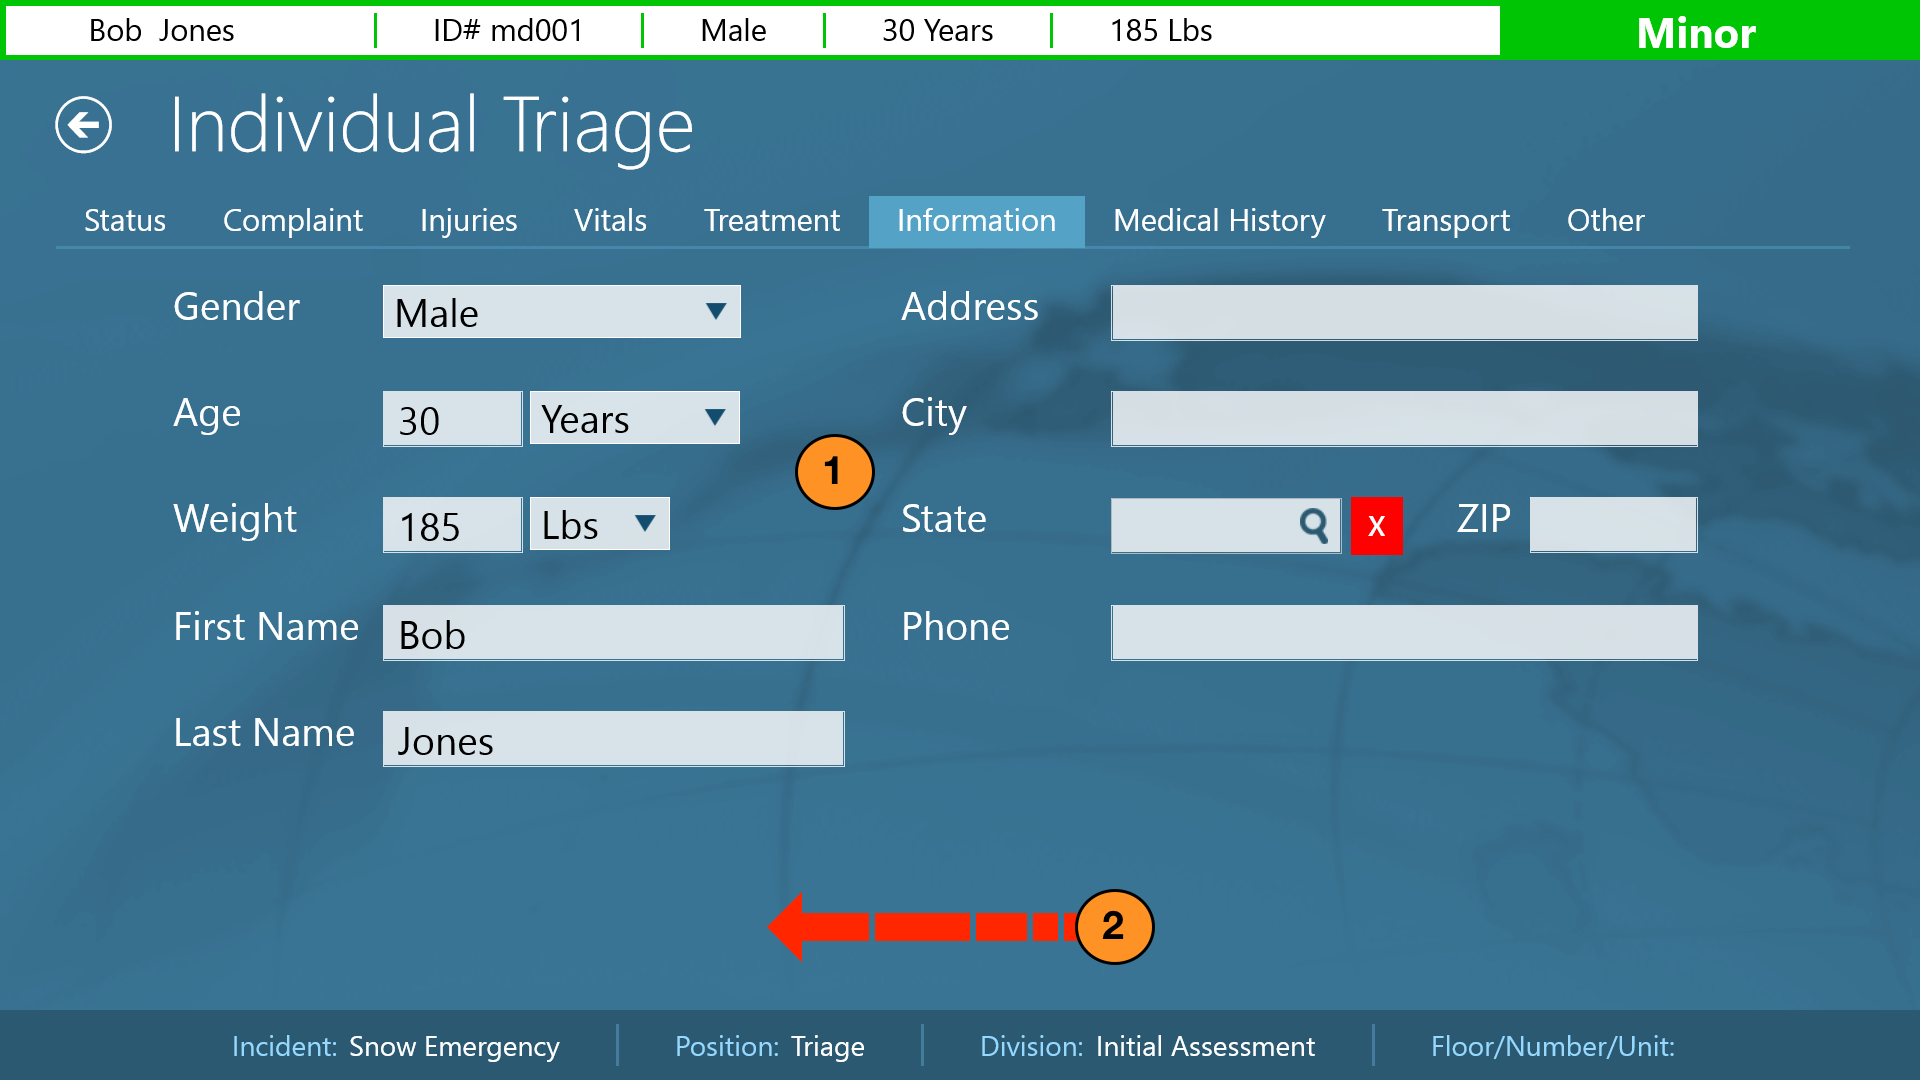 Bob Jones ID# md001 Male 30 Years 185 Lbs Minor
Individual Triage
Status Complaint Injuries Vitals Treatment Information Medical History Transport Other
Gender Male Address
Age 30 Years City
1
Weight 185 Lbs State X ZIP
First Name Bob Phone
Last Name Jones
2
Incident: Snow Emergency Position: Triage Division: Initial Assessment Floor/Number/Unit: